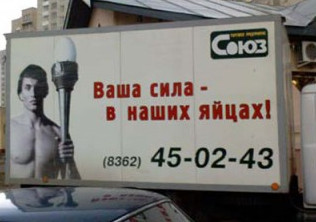 Союз
Ваша сила -
в наших яйцах!
(8362) 45-02-43